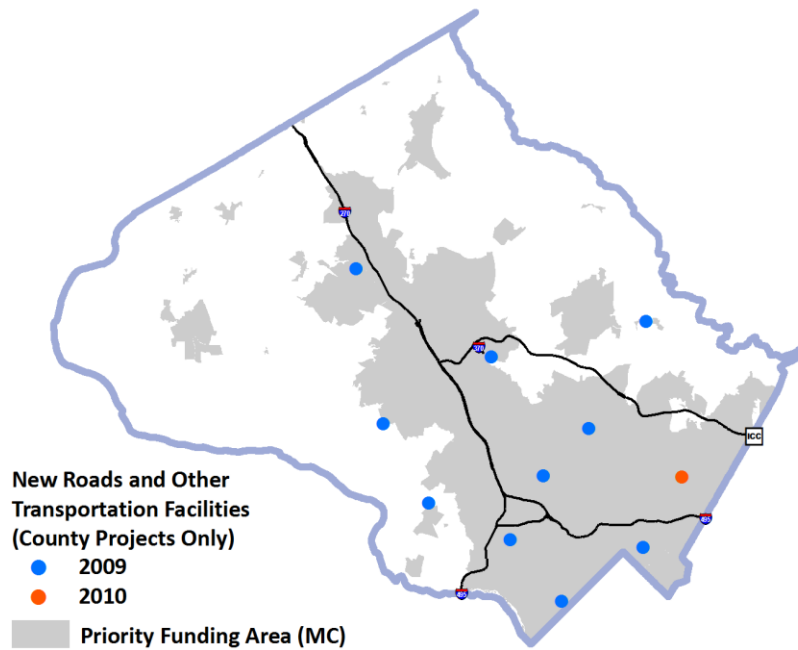 270
370
ICC
495
495
New Roads and Other
Transportation Facilities
(County Projects Only)
2009
2010
Priority Funding Area (MC)